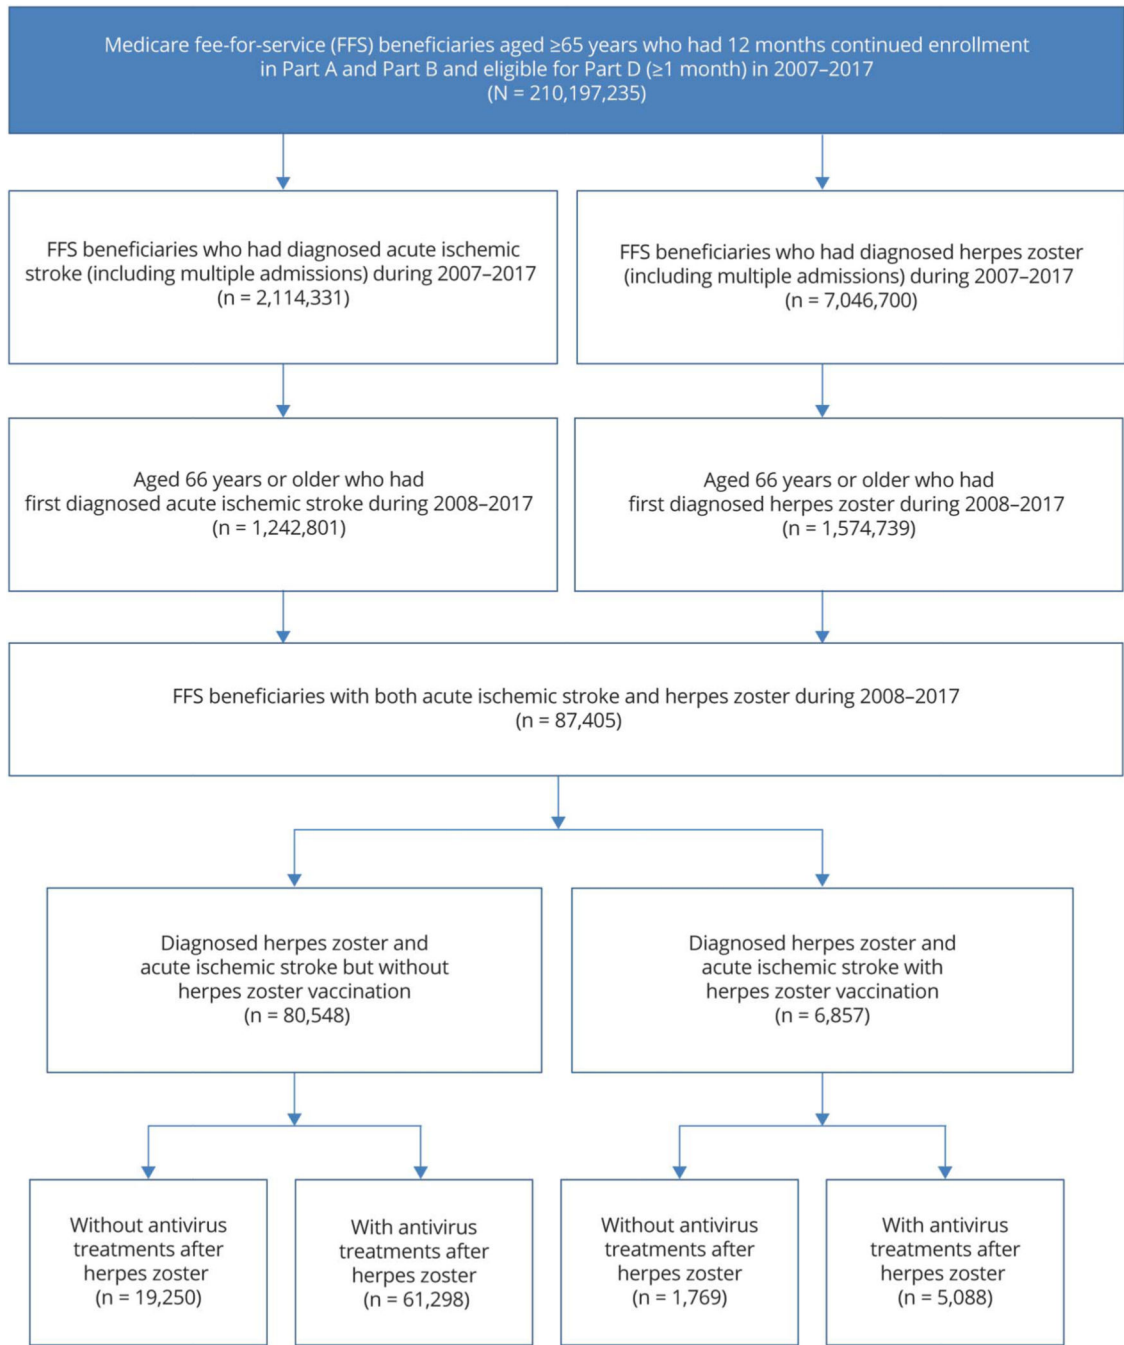 Medicare fee-for-service (FFS) beneficiaries aged ≥65 years who had 12 months continued enrollment
in Part A and Part B and eligible for Part D (≥1 month) in 2007–2017
(N = 210,197,235)
FFS beneficiaries who had diagnosed acute ischemic
stroke (including multiple admissions) during 2007–2017
(n = 2,114,331)
FFS beneficiaries who had diagnosed herpes zoster
(including multiple admissions) during 2007–2017
(n = 7,046,700)
Aged 66 years or older who had
first diagnosed acute ischemic stroke during 2008–2017
(n = 1,242,801)
Aged 66 years or older who had
first diagnosed herpes zoster during 2008–2017
(n = 1,574,739)
FFS beneficiaries with both acute ischemic stroke and herpes zoster during 2008–2017
(n = 87,405)
Diagnosed herpes zoster and
acute ischemic stroke but without
herpes zoster vaccination
(n = 80,548)
Diagnosed herpes zoster and
acute ischemic stroke with
herpes zoster vaccination
(n = 6,857)
Without antivirus
treatments after
herpes zoster
(n = 19,250)
With antivirus
treatments after
herpes zoster
(n = 61,298)
Without antivirus
treatments after
herpes zoster
(n = 1,769)
With antivirus
treatments after
herpes zoster
(n = 5,088)